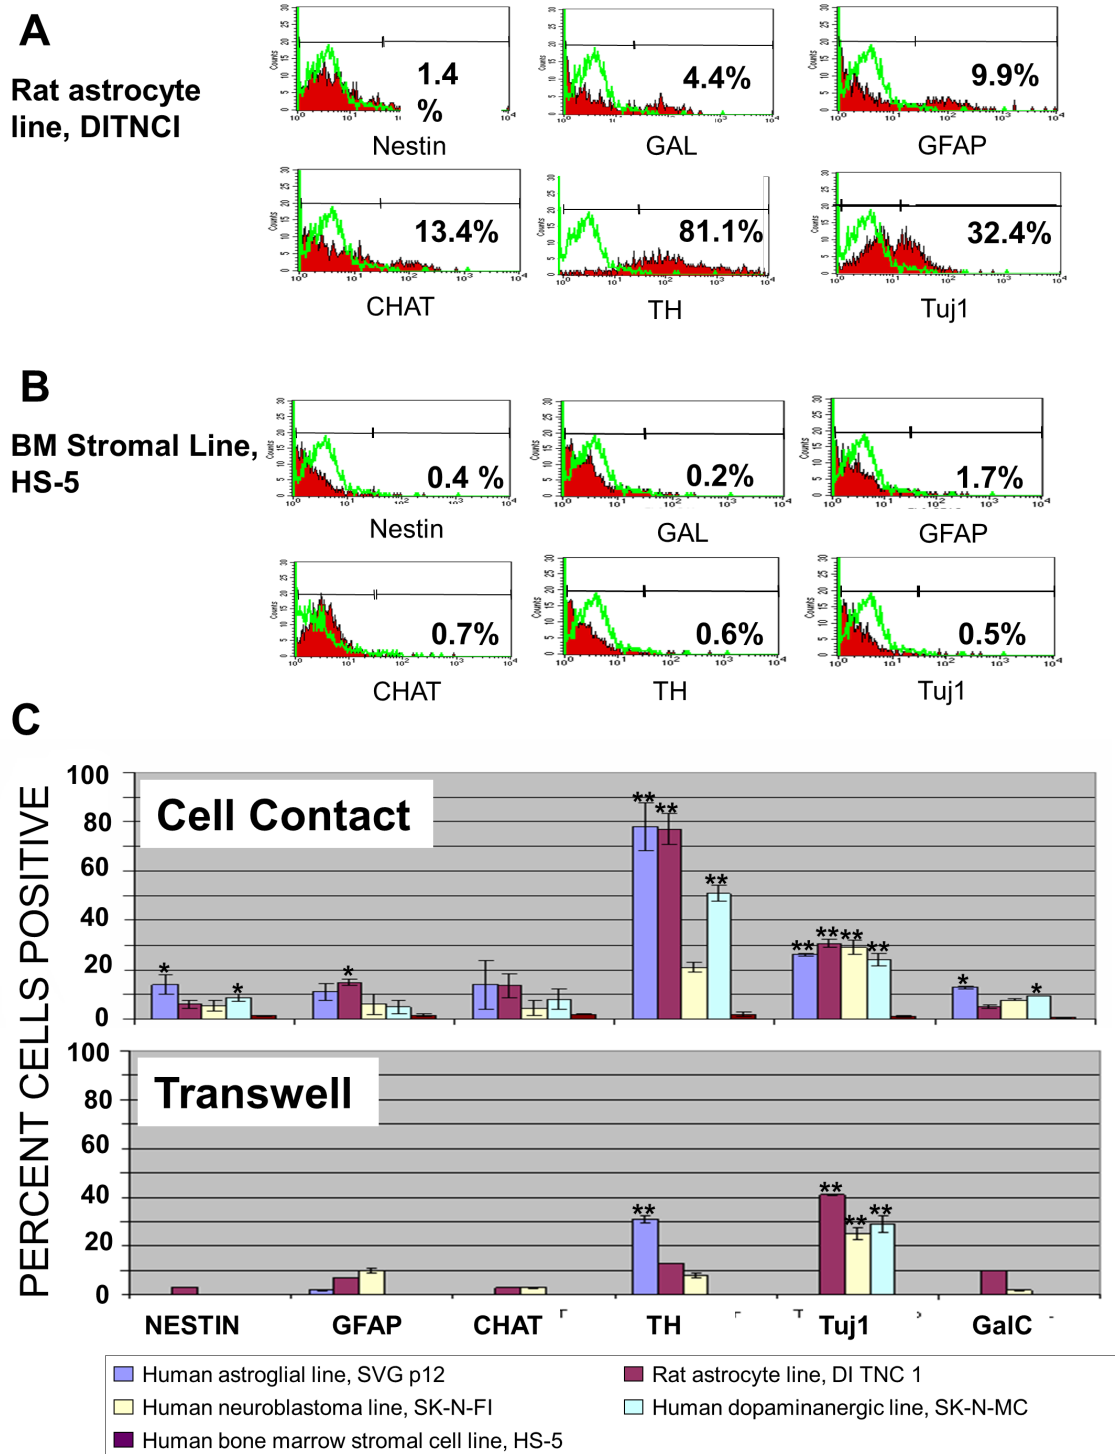 A
Rat astrocyte
line, DITNCI
1.4
%
4.4%
9.9%
Nestin
GAL
GFAP
13.4%
81.1%
32.4%
CHAT
TH
Tuj1
B
BM Stromal Line,
HS-5
0.4 %
0.2%
1.7%
Nestin
GAL
GFAP
0.7%
0.6%
0.5%
CHAT
TH
Tuj1
C
PERCENT CELLS POSITIVE
Cell Contact
100
80
60
40
20
0
** **
**
* *
*
** ** ** **
* *
Transwell
100
80
60
40
20
0
**
** ** **
NESTIN GFAP CHAT TH Tuj1 GalC
Human astroglial line, SVG p12
Rat astrocyte line, DI TNC 1
Human neuroblastoma line, SK-N-FI
Human dopaminanergic line, SK-N-MC
Human bone marrow stromal cell line, HS-5